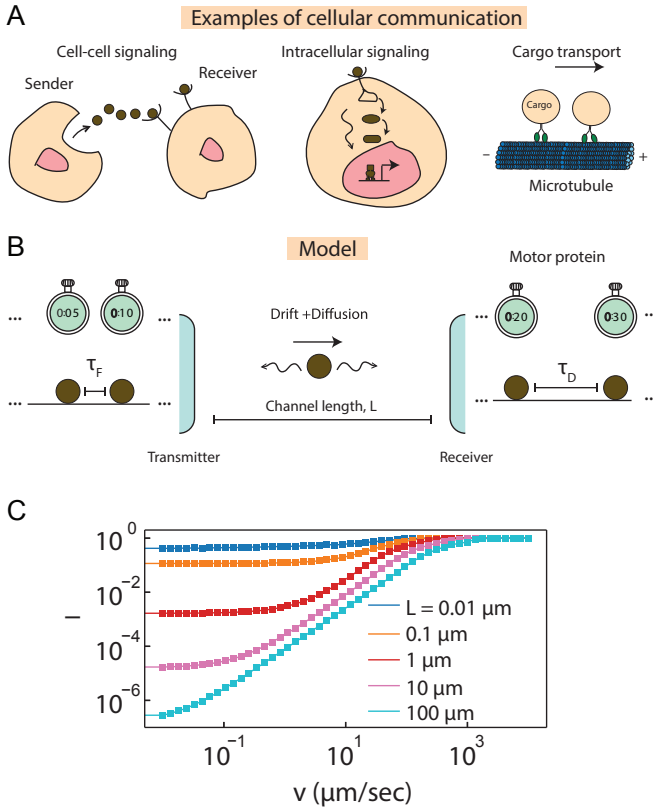 A
Examples of cellular communication
Cell-cell signaling
Intracellular signaling
Cargo transport
Sender
Receiver
Cargo
-
+
Microtubule
B
Model
Motor protein
... 0:05 0:10 ...
... 0:20 0:30 ...
Drift +Diffusion
... τF ...
... τD ...
Channel length, L
Transmitter
Receiver
C
I
10^0
10^-2
10^-4
10^-6
L = 0.01 μm
0.1 μm
1 μm
10 μm
100 μm
10^-1
10^1
10^3
v (μm/sec)